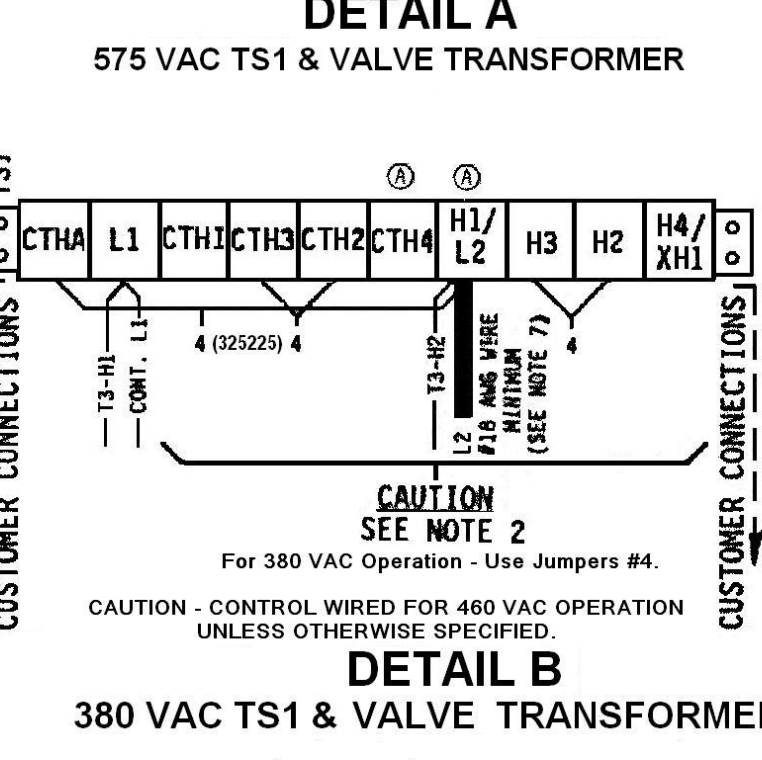 DETAIL A
575 VAC TS1 & VALVE TRANSFORMER
A A
CTHA L1 CTH1 CTH3 CTH2 CTH4 H1/ L2 H3 H2 H4/ XH1
4 (325225) 4
4
T3-H1
CONT. L1
T3-H2
L2
#18 AWG WIRE
MINIMUM
(SEE NOTE 7)
CUSTOMER CONNECTIONS
CUSTOMER CONNECTIONS
CAUTION
SEE NOTE 2
For 380 VAC Operation - Use Jumpers #4.
CAUTION - CONTROL WIRED FOR 460 VAC OPERATION
UNLESS OTHERWISE SPECIFIED.
DETAIL B
380 VAC TS1 & VALVE TRANSFORMER